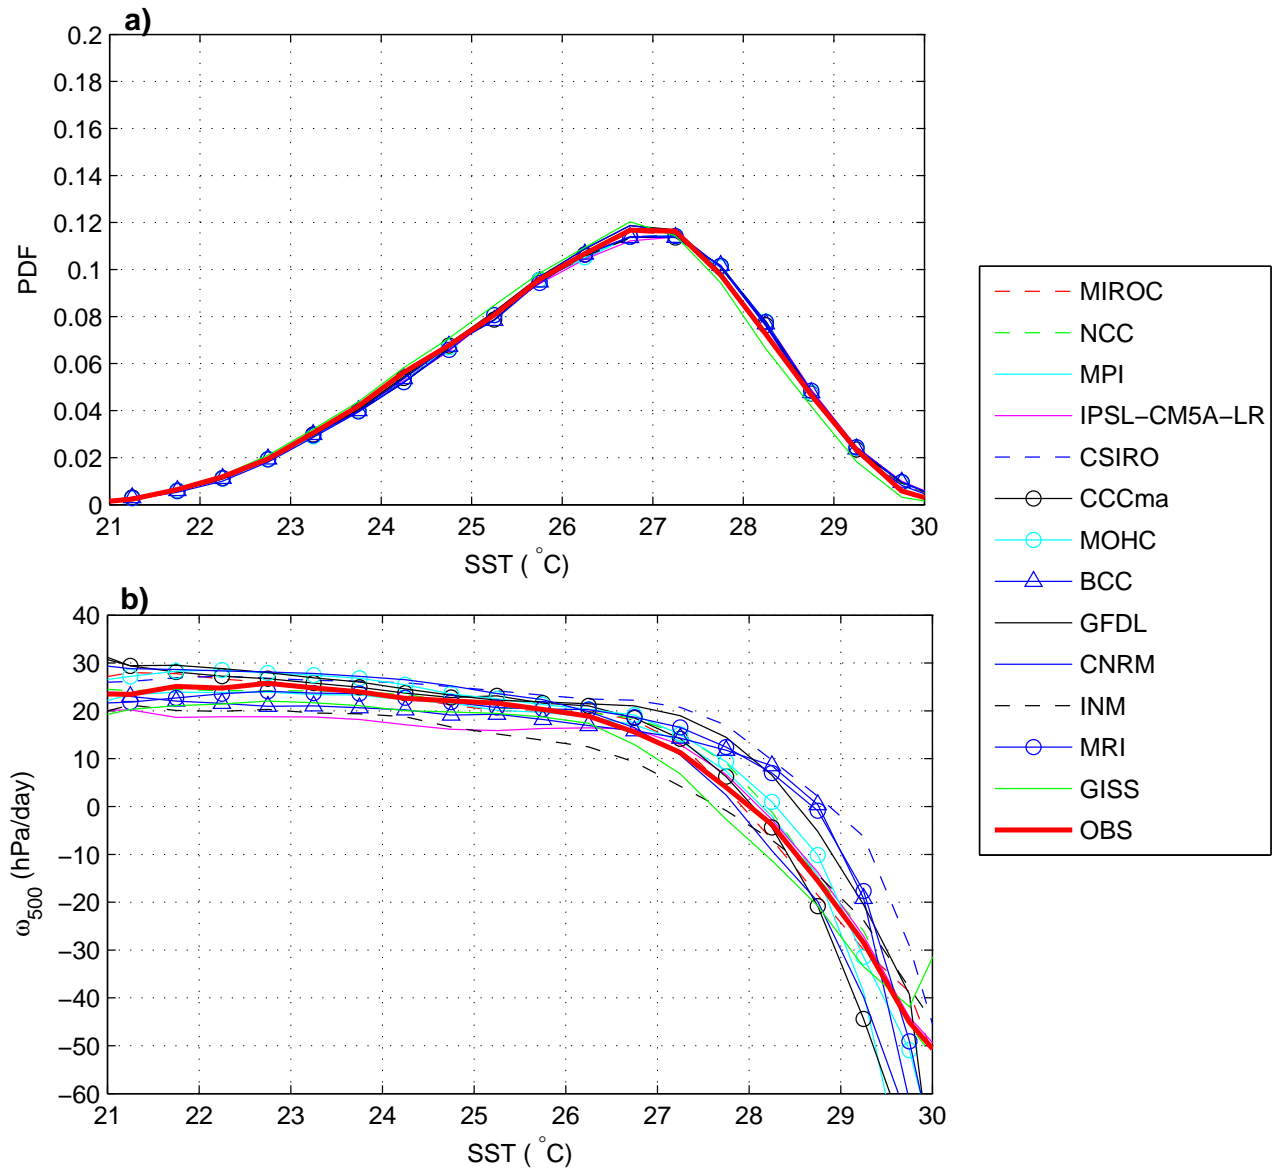 a)
0.2
0.18
0.16
0.14
0.12
0.1
0.08
0.06
0.04
0.02
0
PDF
21 22 23 24 25 26 27 28 29 30
SST ( °C)
b)
40
30
20
10
0
−10
−20
−30
−40
−50
−60
ω500 (hPa/day)
21 22 23 24 25 26 27 28 29 30
SST ( °C)
MIROC
NCC
MPI
IPSL−CM5A−LR
CSIRO
CCCma
MOHC
BCC
GFDL
CNRM
INM
MRI
GISS
OBS